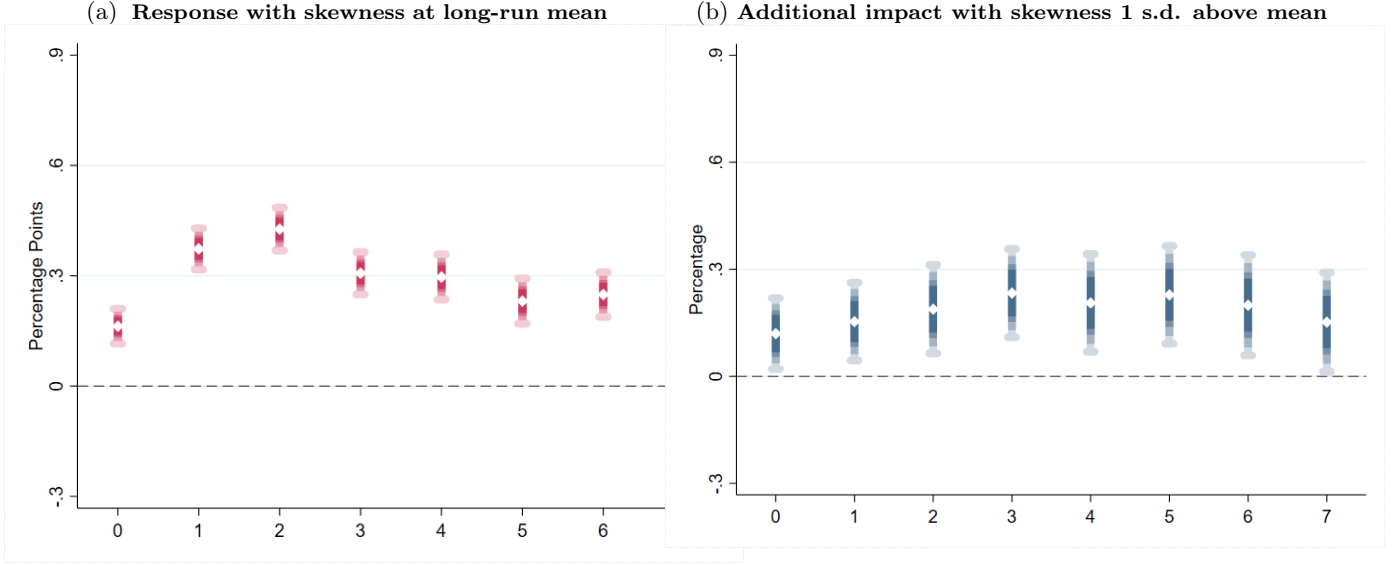 (a) Response with skewness at long-run mean
Percentage Points
.9
.6
.3
0
-.3
0 1 2 3 4 5 6
(b) Additional impact with skewness 1 s.d. above mean
Percentage
.9
.6
.3
0
-.3
0 1 2 3 4 5 6 7